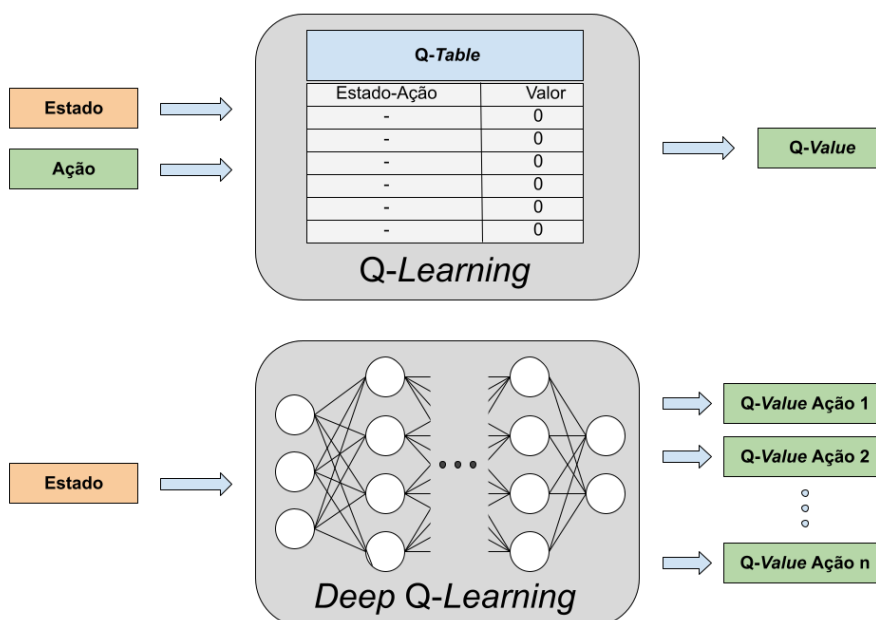 Q-Table
Estado-Ação Valor
- 0
- 0
- 0
- 0
- 0
- 0
Estado
Ação
Q-Value
Q-Learning
Q-Value Ação 1
Q-Value Ação 2
Estado
Q-Value Ação n
Deep Q-Learning